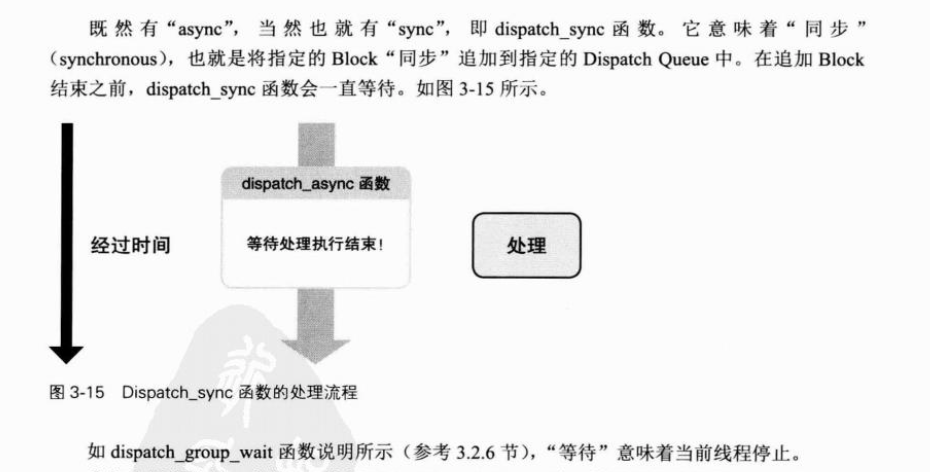 既然有“async”，当然也就有“sync”，即 dispatch_sync 函数。它意味着“同步”
（synchronous），也就是将指定的 Block“同步”追加到指定的 Dispatch Queue 中。在追加 Block
结束之前，dispatch_sync 函数会一直等待。如图 3-15 所示。
dispatch_async 函数
经过时间
等待处理执行结束！
处理
图 3-15 Dispatch_sync 函数的处理流程
如 dispatch_group_wait 函数说明所示（参考 3.2.6 节），“等待”意味着当前线程停止。